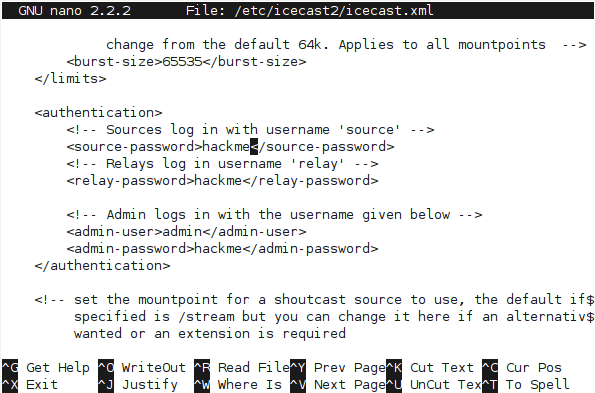 GNU nano 2.2.2 File: /etc/icecast2/icecast.xml
change from the default 64k. Applies to all mountpoints -->
<burst-size>65535</burst-size>
</limits>
<authentication>
<!-- Sources log in with username 'source' -->
<source-password>hackme</source-password>
<!-- Relays log in username 'relay' -->
<relay-password>hackme</relay-password>
<!-- Admin logs in with the username given below -->
<admin-user>admin</admin-user>
<admin-password>hackme</admin-password>
</authentication>
<!-- set the mountpoint for a shoutcast source to use, the default if$
specified is /stream but you can change it here if an alternativ$
wanted or an extension is required
^G Get Help ^O WriteOut ^R Read File ^Y Prev Page ^K Cut Text ^C Cur Pos
^X Exit ^J Justify ^W Where Is ^V Next Page ^U UnCut Tex ^T To Spell